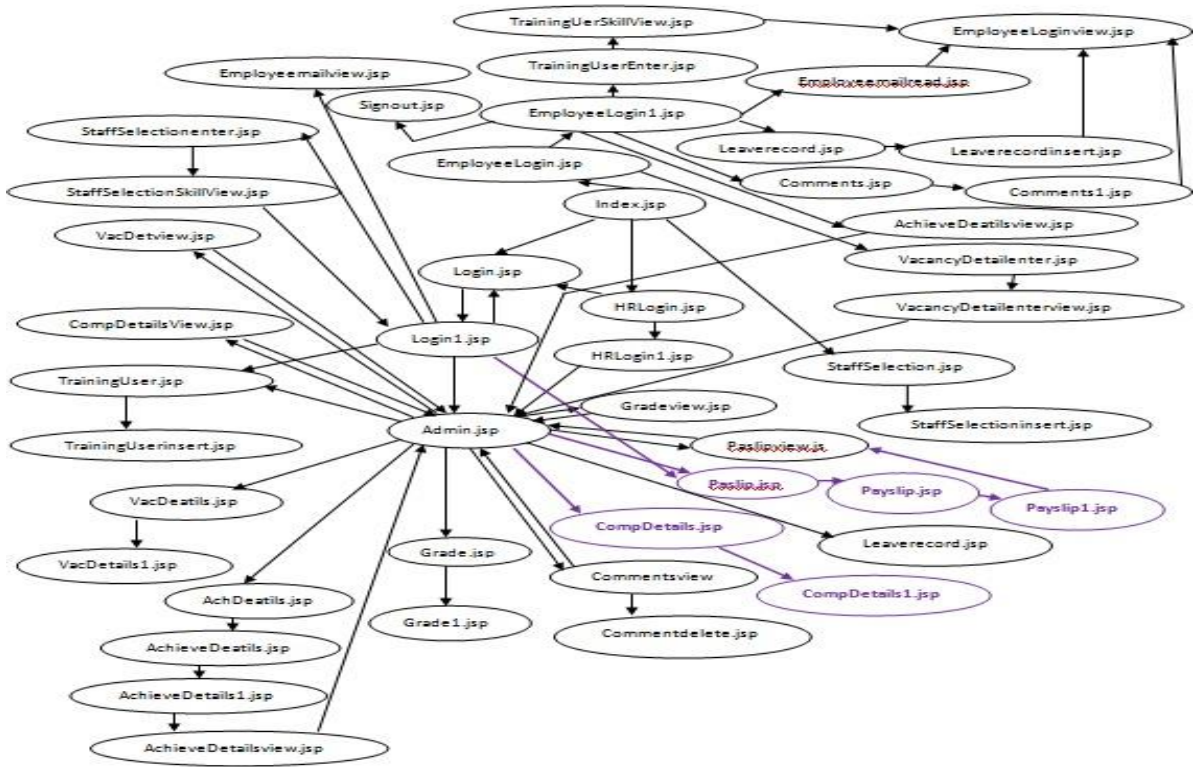 TrainingUerSkillView.jsp
EmployeeLoginview.jsp
Employeemailview.jsp
TrainingUserEnter.jsp
Employeemailread.jsp
Signout.jsp
EmployeeLogin1.jsp
StaffSelectionenter.jsp
Leaverecord.jsp
Leaverecordinsert.jsp
EmployeeLogin.jsp
StaffSelectionSkillView.jsp
Comments.jsp
Comments1.jsp
Index.jsp
VacDetview.jsp
AchieveDeatilsview.jsp
VacancyDetailenter.jsp
Login.jsp
HRLogin.jsp
VacancyDetailenterview.jsp
CompDetailsView.jsp
Login1.jsp
HRLogin1.jsp
StaffSelection.jsp
TrainingUser.jsp
Gradeview.jsp
StaffSelectioninsert.jsp
Admin.jsp
TrainingUserinsert.jsp
Paslipview.js
Paslip.jsp
Payslip.jsp
Payslip1.jsp
VacDeatils.jsp
CompDetails.jsp
Leaverecord.jsp
Grade.jsp
VacDetails1.jsp
Commentsview
CompDetails1.jsp
AchDeatils.jsp
Grade1.jsp
Commentdelete.jsp
AchieveDeatils.jsp
AchieveDetails1.jsp
AchieveDetailsview.jsp